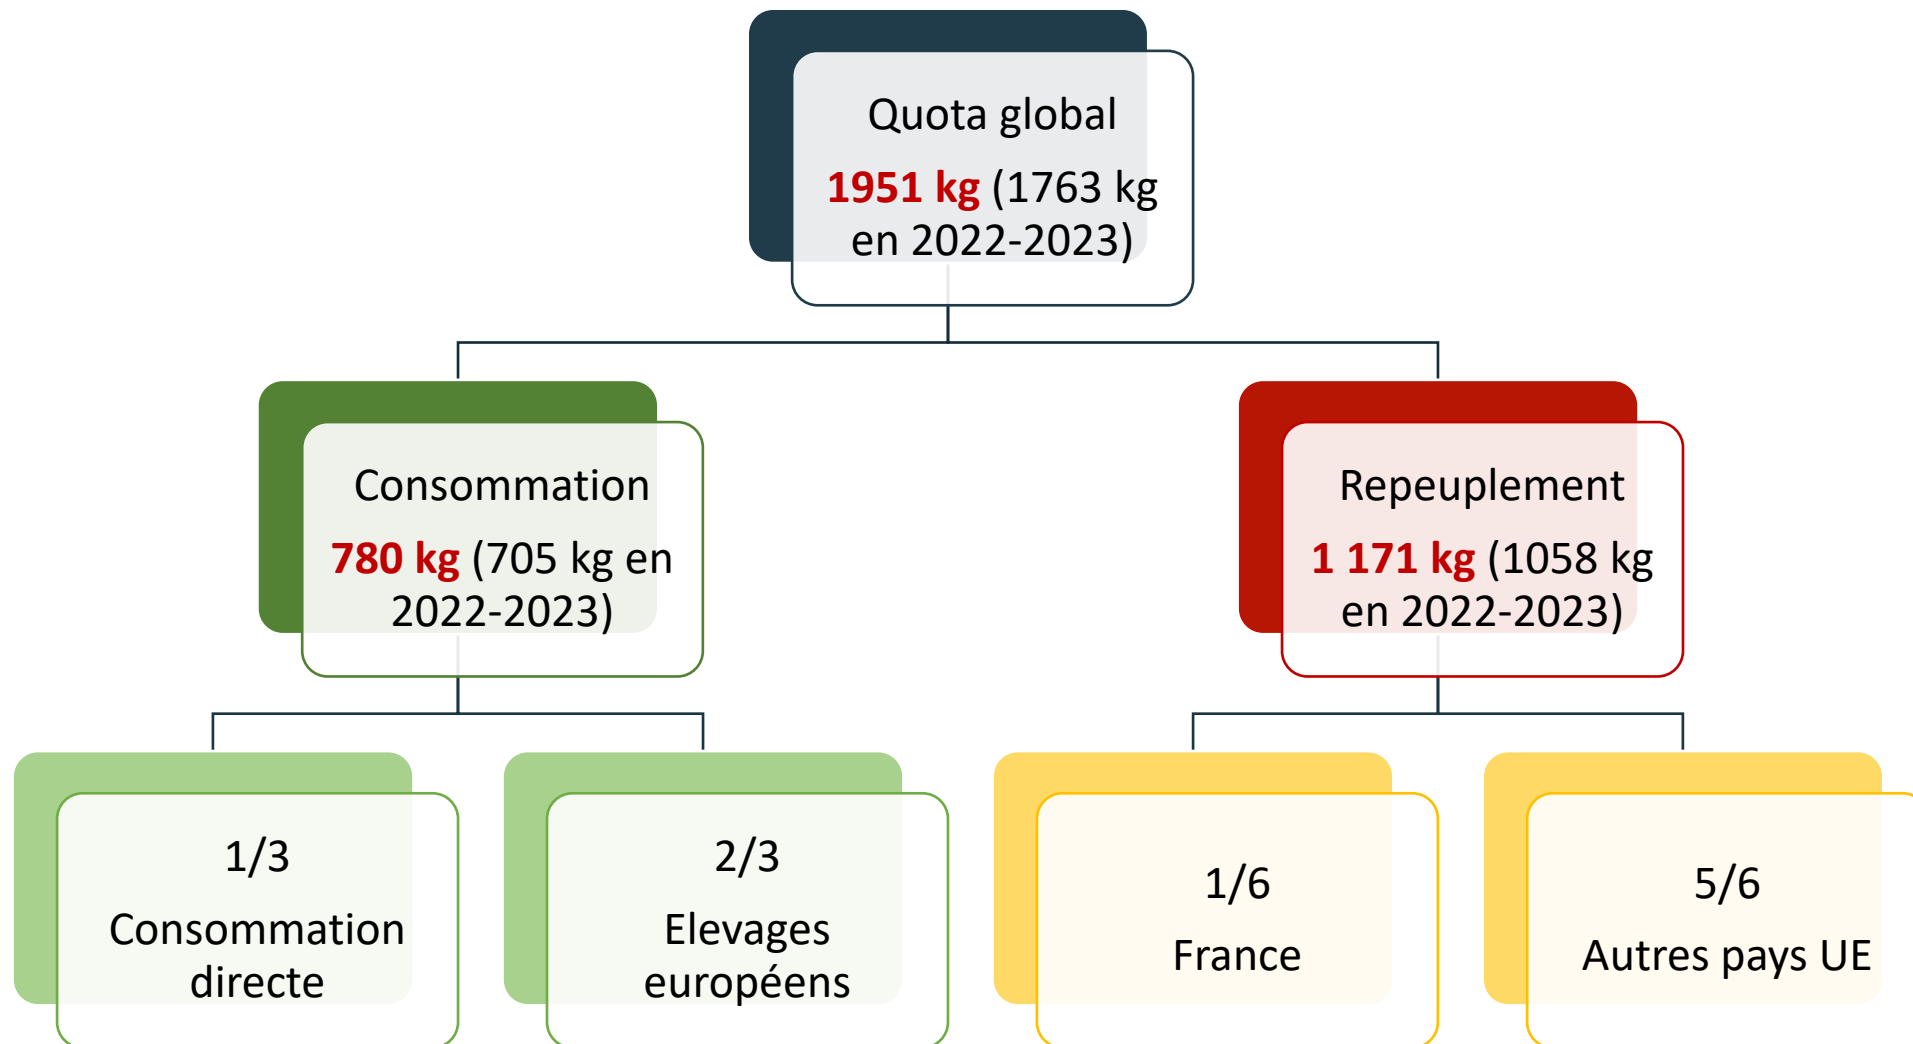 Quota global
1951 kg (1763 kg
en 2022-2023)
Consommation
780 kg (705 kg en
2022-2023)
Repeuplement
1 171 kg (1058 kg
en 2022-2023)
1/3
Consommation
directe
2/3
Elevages
européens
1/6
France
5/6
Autres pays UE